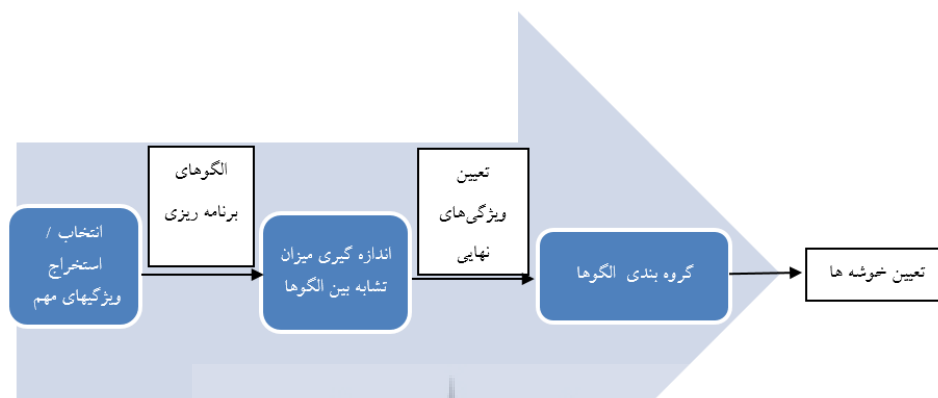 انتخاب /
استخراج
ویژگیهای مهم
الگوهای
برنامه ریزی
اندازه گیری میزان
تشابه بین الگوها
تعیین
ویژگی‌های
نهایی
گروه بندی الگوها
تعیین خوشه ها